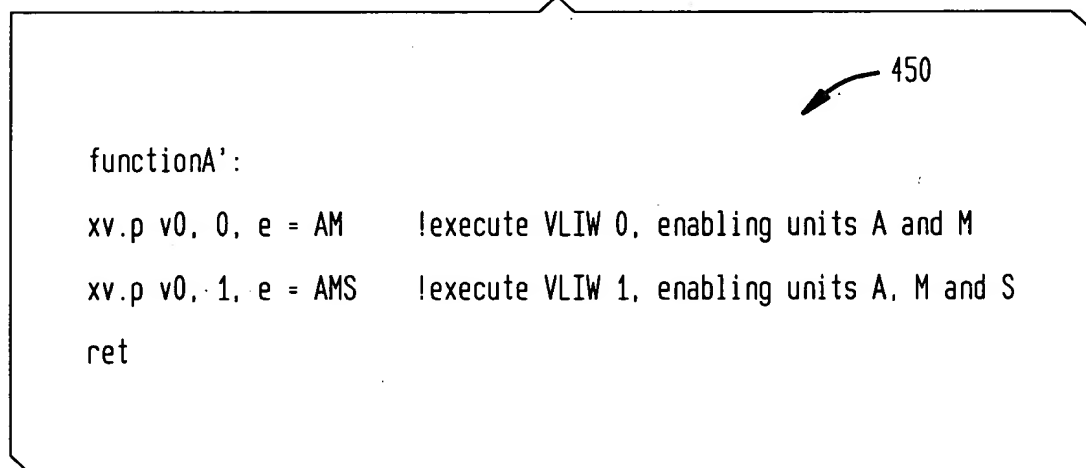 450
functionA':
xv.p v0, 0, e = AM !execute VLIW 0, enabling units A and M
xv.p v0, 1, e = AMS !execute VLIW 1, enabling units A, M and S
ret